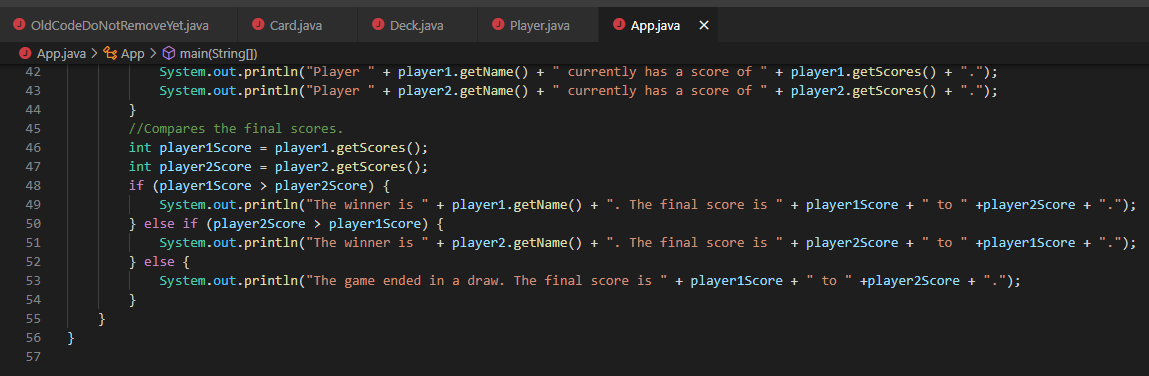 OldCodeDoNotRemoveYet.java Card.java Deck.java Player.java App.java
App.java > App > main(String[])
42 System.out.println("Player " + player1.getName() + " currently has a score of " + player1.getScores() + ".");
43 System.out.println("Player " + player2.getName() + " currently has a score of " + player2.getScores() + ".");
44 }
45 //Compares the final scores.
46 int player1Score = player1.getScores();
47 int player2Score = player2.getScores();
48 if (player1Score > player2Score) {
49 System.out.println("The winner is " + player1.getName() + ". The final score is " + player1Score + " to " +player2Score + ".");
50 } else if (player2Score > player1Score) {
51 System.out.println("The winner is " + player2.getName() + ". The final score is " + player2Score + " to " +player1Score + ".");
52 } else {
53 System.out.println("The game ended in a draw. The final score is " + player1Score + " to " +player2Score + ".");
54 }
55 }
56 }
57